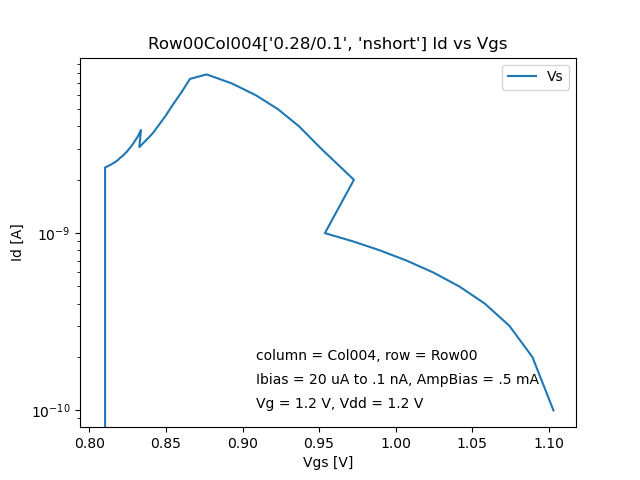 Row00Col004['0.28/0.1', 'nshort'] Id vs Vgs
Vs
10⁻⁹
Id [A]
column = Col004, row = Row00
Ibias = 20 uA to .1 nA, AmpBias = .5 mA
Vg = 1.2 V, Vdd = 1.2 V
10⁻¹⁰
0.80 0.85 0.90 0.95 1.00 1.05 1.10
Vgs [V]